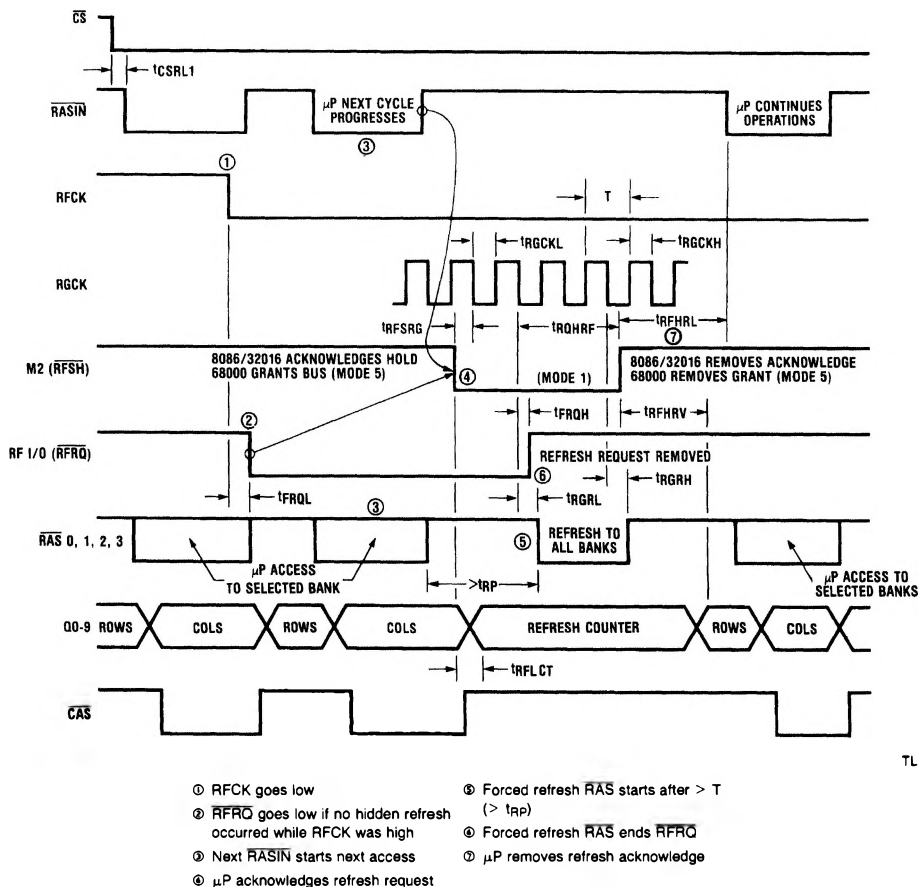 CS
tCSRL1
RASIN
μP NEXT CYCLE
PROGRESSES
μP CONTINUES
OPERATIONS
③
①
RFCK
T
tRGCKL
tRGCKH
RGCK
tRFSRG
tRQHRF
tRFHRL
⑦
M2 (RFSH)
8086/32016 ACKNOWLEDGES HOLD
68000 GRANTS BUS (MODE 5)
④
(MODE 1)
8086/32016 REMOVES ACKNOWLEDGE
68000 REMOVES GRANT (MODE 5)
②
tFRQH
tRFHRV
RF I/O (RFRQ)
REFRESH REQUEST REMOVED
⑥
tFRQL
③
tRGRL
tRGRH
RAS 0, 1, 2, 3
⑤
REFRESH TO
ALL BANKS
μP ACCESS
TO SELECTED BANK
>tRP
μP ACCESS TO
SELECTED BANKS
Q0-9
ROWS
COLS
ROWS
COLS
REFRESH COUNTER
ROWS
COLS
tRFLCT
CAS
TL
① RFCK goes low
② RFRQ goes low if no hidden refresh
occurred while RFCK was high
③ Next RASIN starts next access
④ μP acknowledges refresh request
⑤ Forced refresh RAS starts after > T
(> tRP)
⑥ Forced refresh RAS ends RFRQ
⑦ μP removes refresh acknowledge